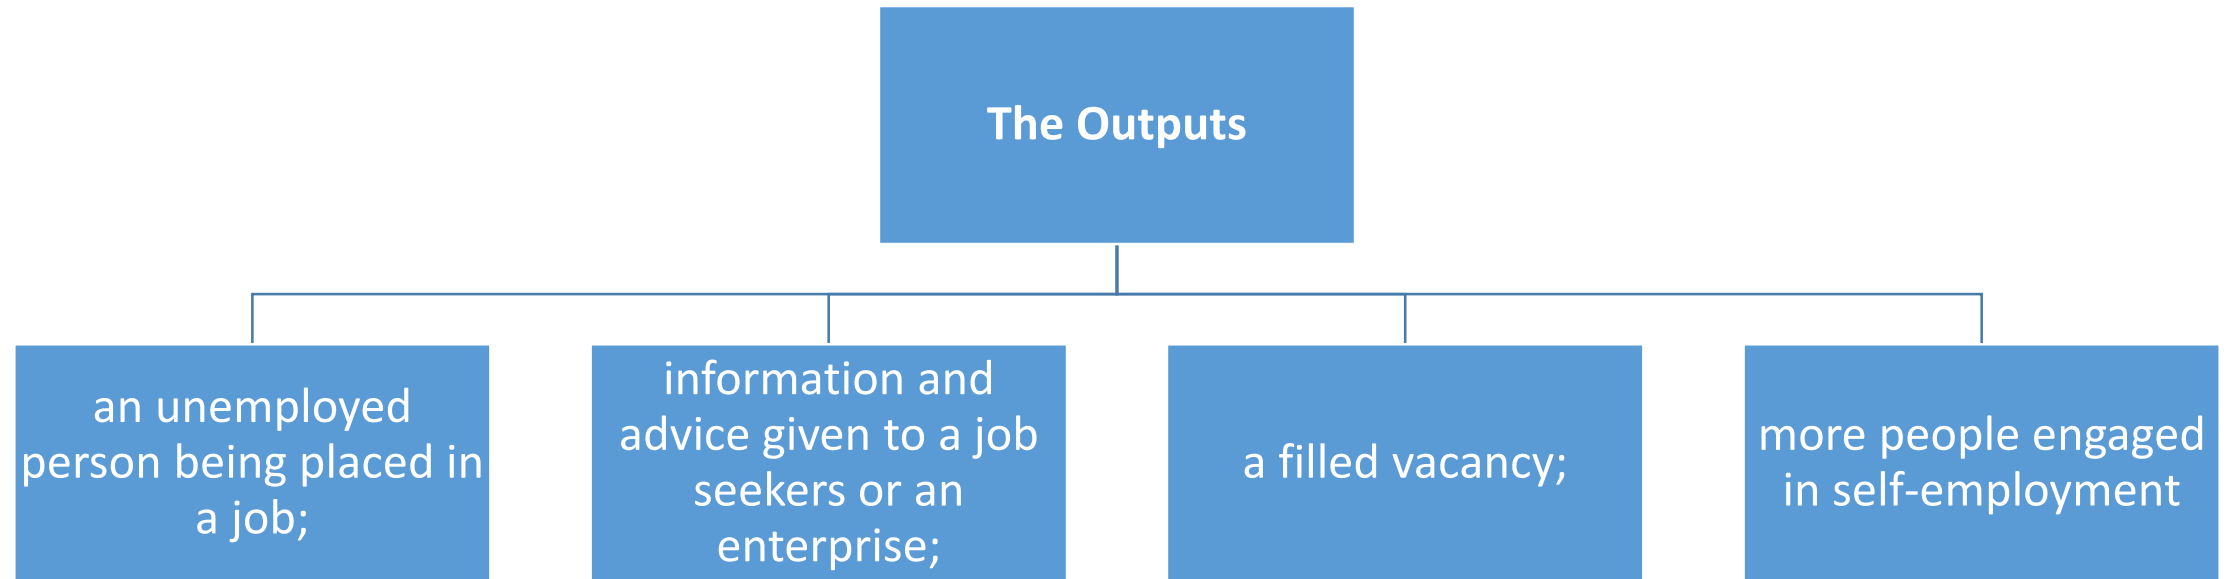 The Outputs
an unemployed
person being placed in
a job;
information and
advice given to a job
seekers or an
enterprise;
a filled vacancy;
more people engaged
in self-employment